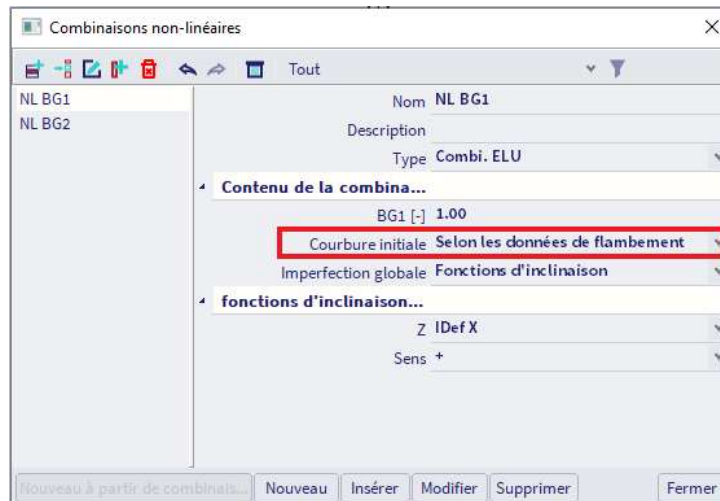 Combinaisons non-linéaires
Tout
NL BG1
NL BG2
Nom NL BG1
Description
Type Combi. ELU
Contenu de la combina...
BG1 [-] 1.00
Courbure initiale Selon les données de flambement
Imperfection globale Fonctions d'inclinaison
fonctions d'inclinaison...
Z IDef X
Sens +
Nouveau à partir de combinais... Nouveau Insérer Modifier Supprimer Fermer